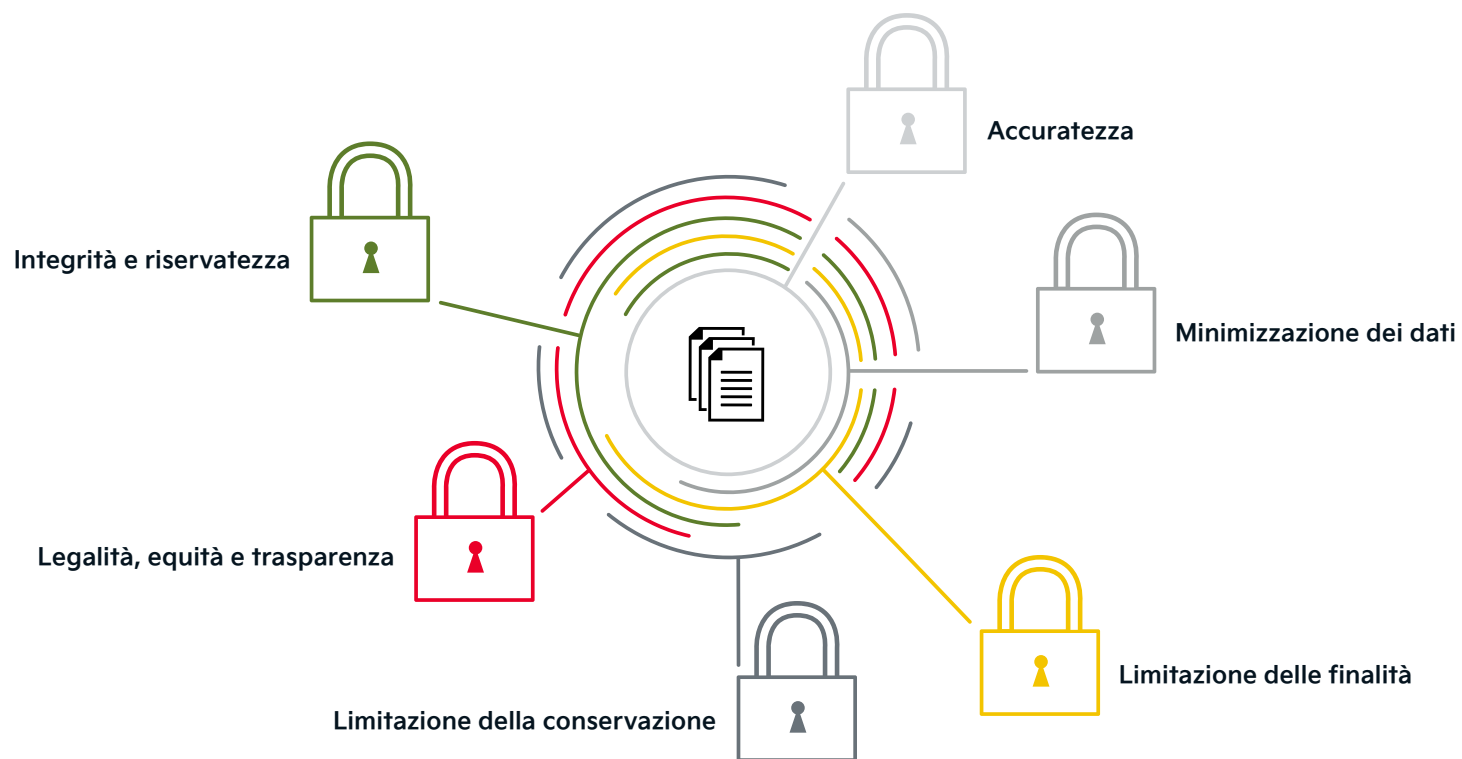 Accuratezza
Integrità e riservatezza
Minimizzazione dei dati
Legalità, equità e trasparenza
Limitazione delle finalità
Limitazione della conservazione